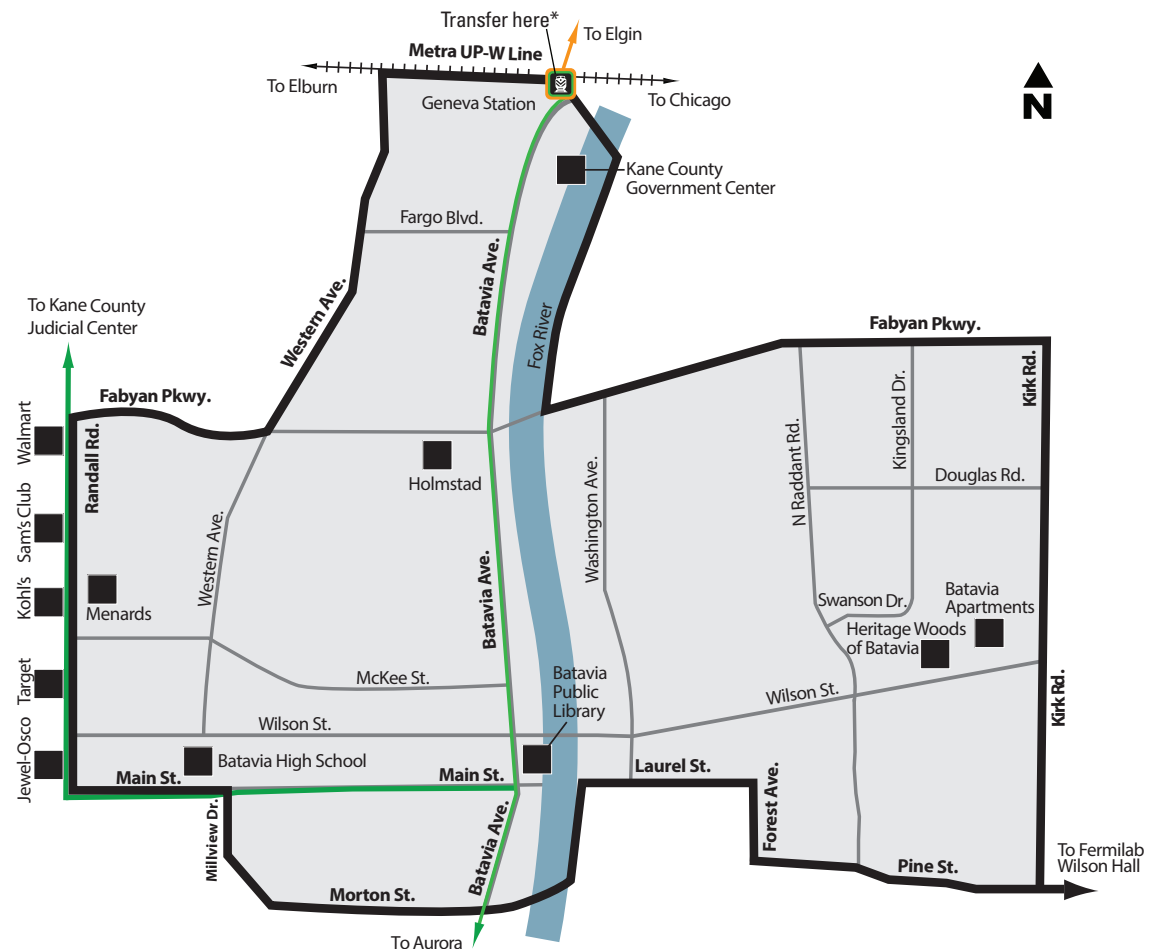 Transfer here*
To Elgin
Metra UP-W Line
To Elburn
To Chicago
Geneva Station
N
Kane County
Government Center
Fargo Blvd.
Batavia Ave.
Western Ave.
Fox River
To Kane County
Judicial Center
Fabyan Pkwy.
Fabyan Pkwy.
Kirk Rd.
Walmart
Randall Rd.
Holmstad
Washington Ave.
N Raddant Rd.
Kingsland Dr.
Douglas Rd.
Sam's Club
Western Ave.
Kohl's
Menards
Batavia Ave.
Swanson Dr.
Batavia
Apartments
Heritage Woods
of Batavia
Target
McKee St.
Batavia
Public
Library
Wilson St.
Kirk Rd.
Wilson St.
Jewel-Osco
Batavia High School
Main St.
Main St.
Laurel St.
Millview Dr.
Batavia Ave.
Forest Ave.
Pine St.
To Fermilab
Wilson Hall
Morton St.
To Aurora